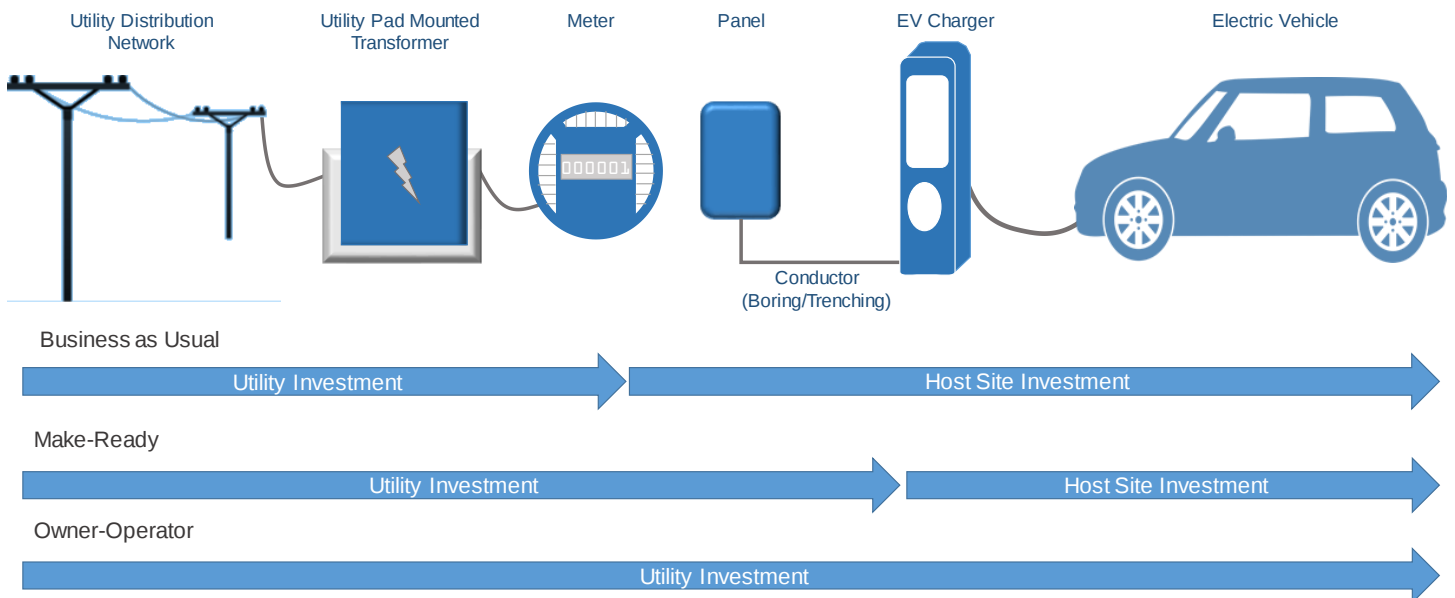 Utility Distribution
Network
Utility Pad Mounted
Transformer
Meter
Panel
EV Charger
Electric Vehicle
000001
Conductor
(Boring/Trenching)
Business as Usual
Utility Investment
Host Site Investment
Make-Ready
Utility Investment
Host Site Investment
Owner-Operator
Utility Investment